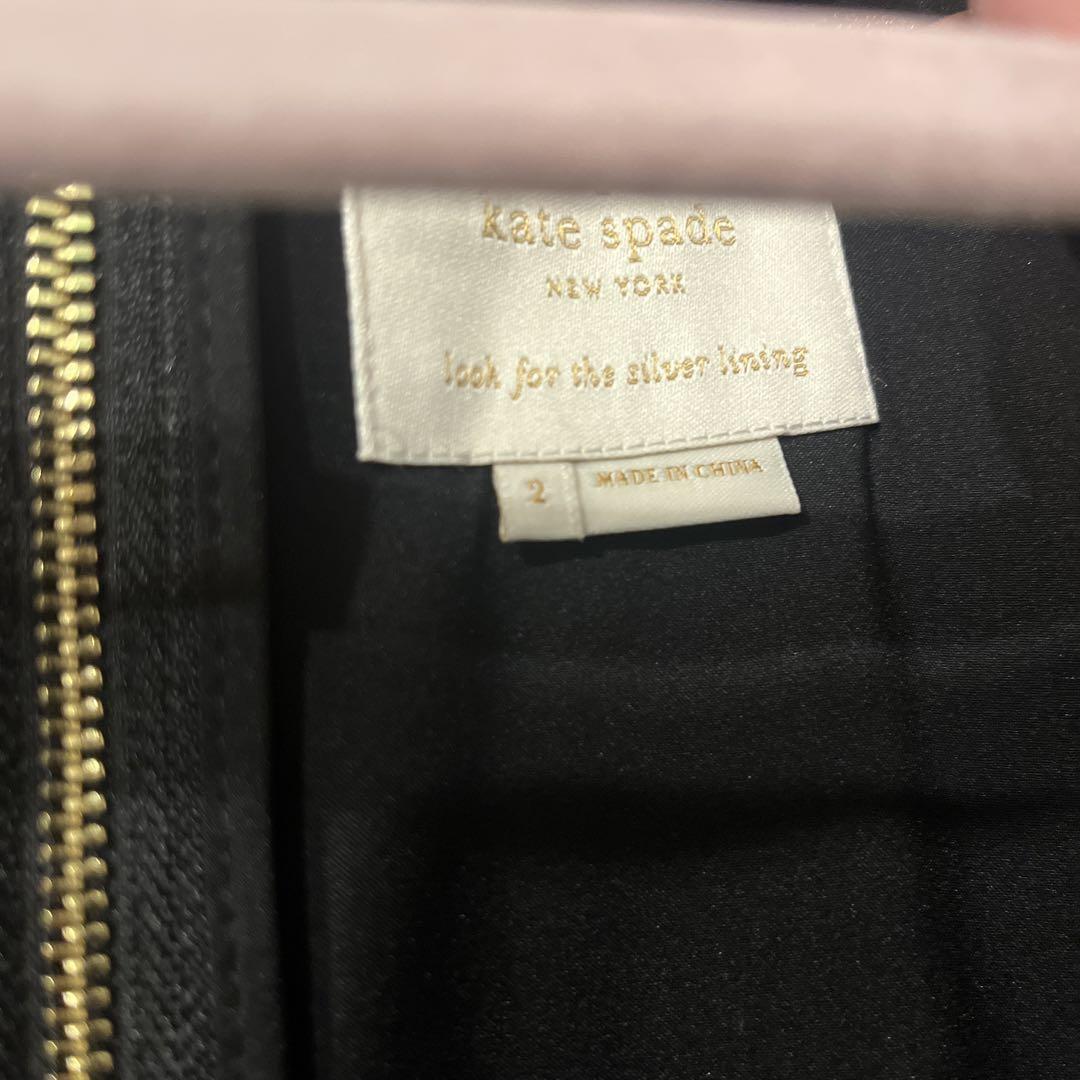 kate spade
NEW YORK
look for the silver lining
2
MADE IN CHINA